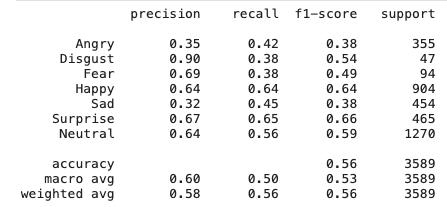 precision recall f1-score support
Angry 0.35 0.42 0.38 355
Disgust 0.90 0.38 0.54 47
Fear 0.69 0.38 0.49 94
Happy 0.64 0.64 0.64 904
Sad 0.32 0.45 0.38 454
Surprise 0.67 0.65 0.66 465
Neutral 0.64 0.56 0.59 1270
accuracy 0.56 3589
macro avg 0.60 0.50 0.53 3589
weighted avg 0.58 0.56 0.56 3589